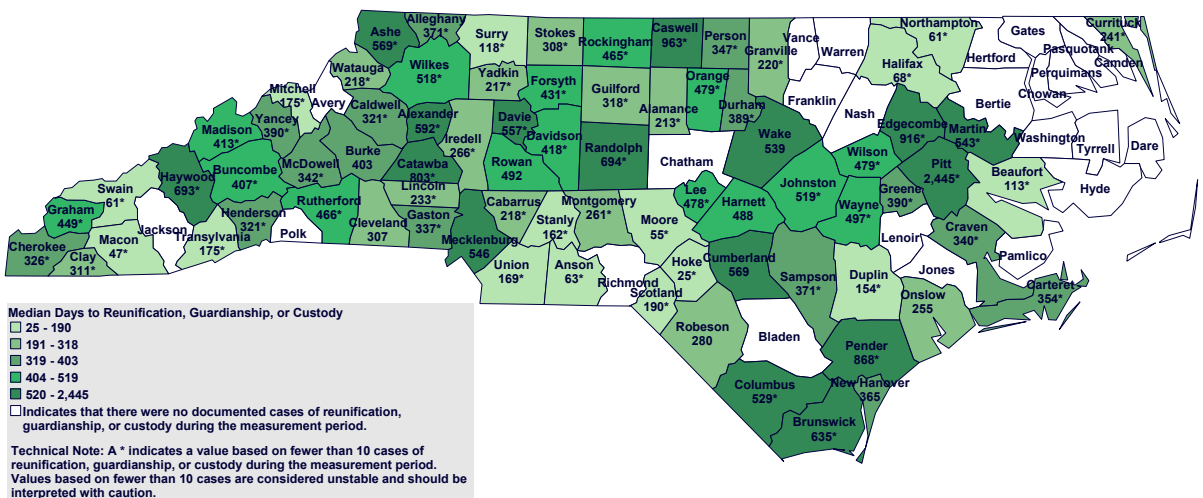 Ashe
569*
Alleghany
371*
Surry
118*
Stokes
308*
Rockingham
465*
Caswell
963*
Person
347*
Granville
220*
Vance
Warren
Northampton
61*
Gates
Currituck
241*
Pasquotank
Camden
Hertford
Perquimans
Chowan
Halifax
68*
Watauga
218*
Wilkes
518*
Yadkin
217*
Forsyth
431*
Guilford
318*
Alamance
213*
Orange
479*
Durham
389*
Franklin
Nash
Bertie
Mitchell
175*
Avery
Yancey
390*
Caldwell
321*
Alexander
592*
Iredell
266*
Davie
557*
Davidson
418*
Randolph
694*
Chatham
Wake
539
Wilson
479*
Edgecombe
916*
Martin
543*
Washington
Tyrrell
Dare
Madison
413*
Buncombe
407*
McDowell
342*
Burke
403
Catawba
803*
Lincoln
233*
Rowan
492
Haywood
693*
Swain
61*
Graham
449*
Cherokee
326*
Clay
311*
Macon
47*
Jackson
Transylvania
175*
Henderson
321*
Polk
Rutherford
466*
Cleveland
307
Gaston
337*
Mecklenburg
546
Cabarrus
218*
Stanly
162*
Montgomery
261*
Moore
55*
Lee
478*
Harnett
488
Johnston
519*
Wayne
497*
Greene
390*
Pitt
2,445*
Beaufort
113*
Hyde
Lenoir
Craven
340*
Pamlico
Jones
Carteret
354*
Union
169*
Anson
63*
Richmond
Scotland
190*
Hoke
25*
Cumberland
569
Sampson
371*
Duplin
154*
Onslow
255
Robeson
280
Bladen
Pender
868*
Columbus
529*
New Hanover
365
Brunswick
635*
Median Days to Reunification, Guardianship, or Custody
25 - 190
191 - 318
319 - 403
404 - 519
520 - 2,445
Indicates that there were no documented cases of reunification,
guardianship, or custody during the measurement period.
Technical Note: A * indicates a value based on fewer than 10 cases of
reunification, guardianship, or custody during the measurement period.
Values based on fewer than 10 cases are considered unstable and should be
interpreted with caution.